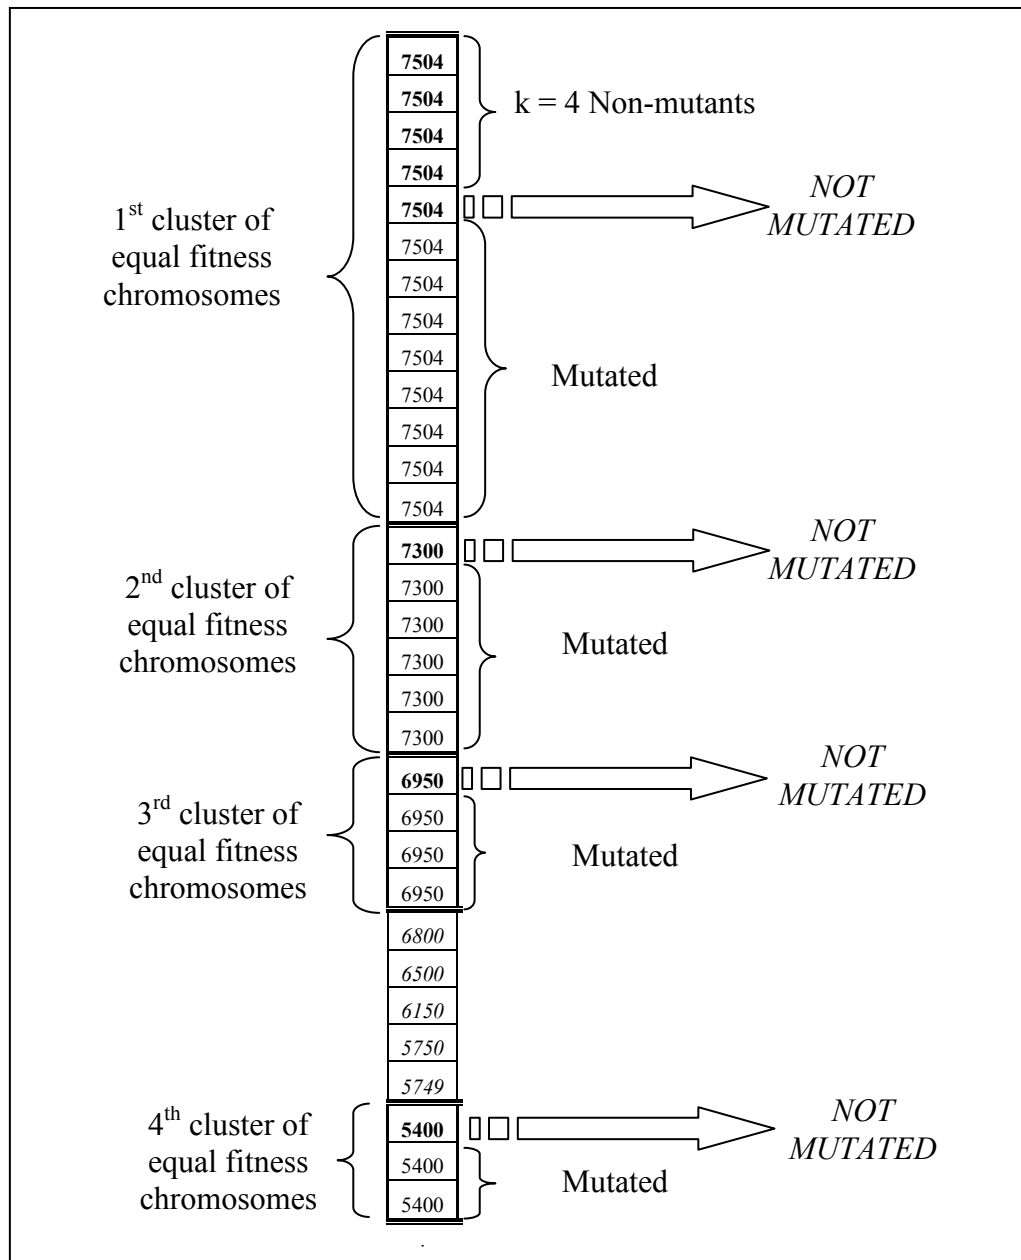 7504
7504
k = 4 Non-mutants
7504
7504
7504
NOT
MUTATED
1st cluster of
equal fitness
chromosomes
7504
7504
7504
7504
7504
7504
7504
7504
Mutated
7300
NOT
MUTATED
2nd cluster of
equal fitness
chromosomes
7300
7300
7300
7300
7300
Mutated
6950
NOT
MUTATED
3rd cluster of
equal fitness
chromosomes
6950
6950
6950
Mutated
6800
6500
6150
5750
5749
4th cluster of
equal fitness
chromosomes
5400
NOT
MUTATED
5400
5400
Mutated
.